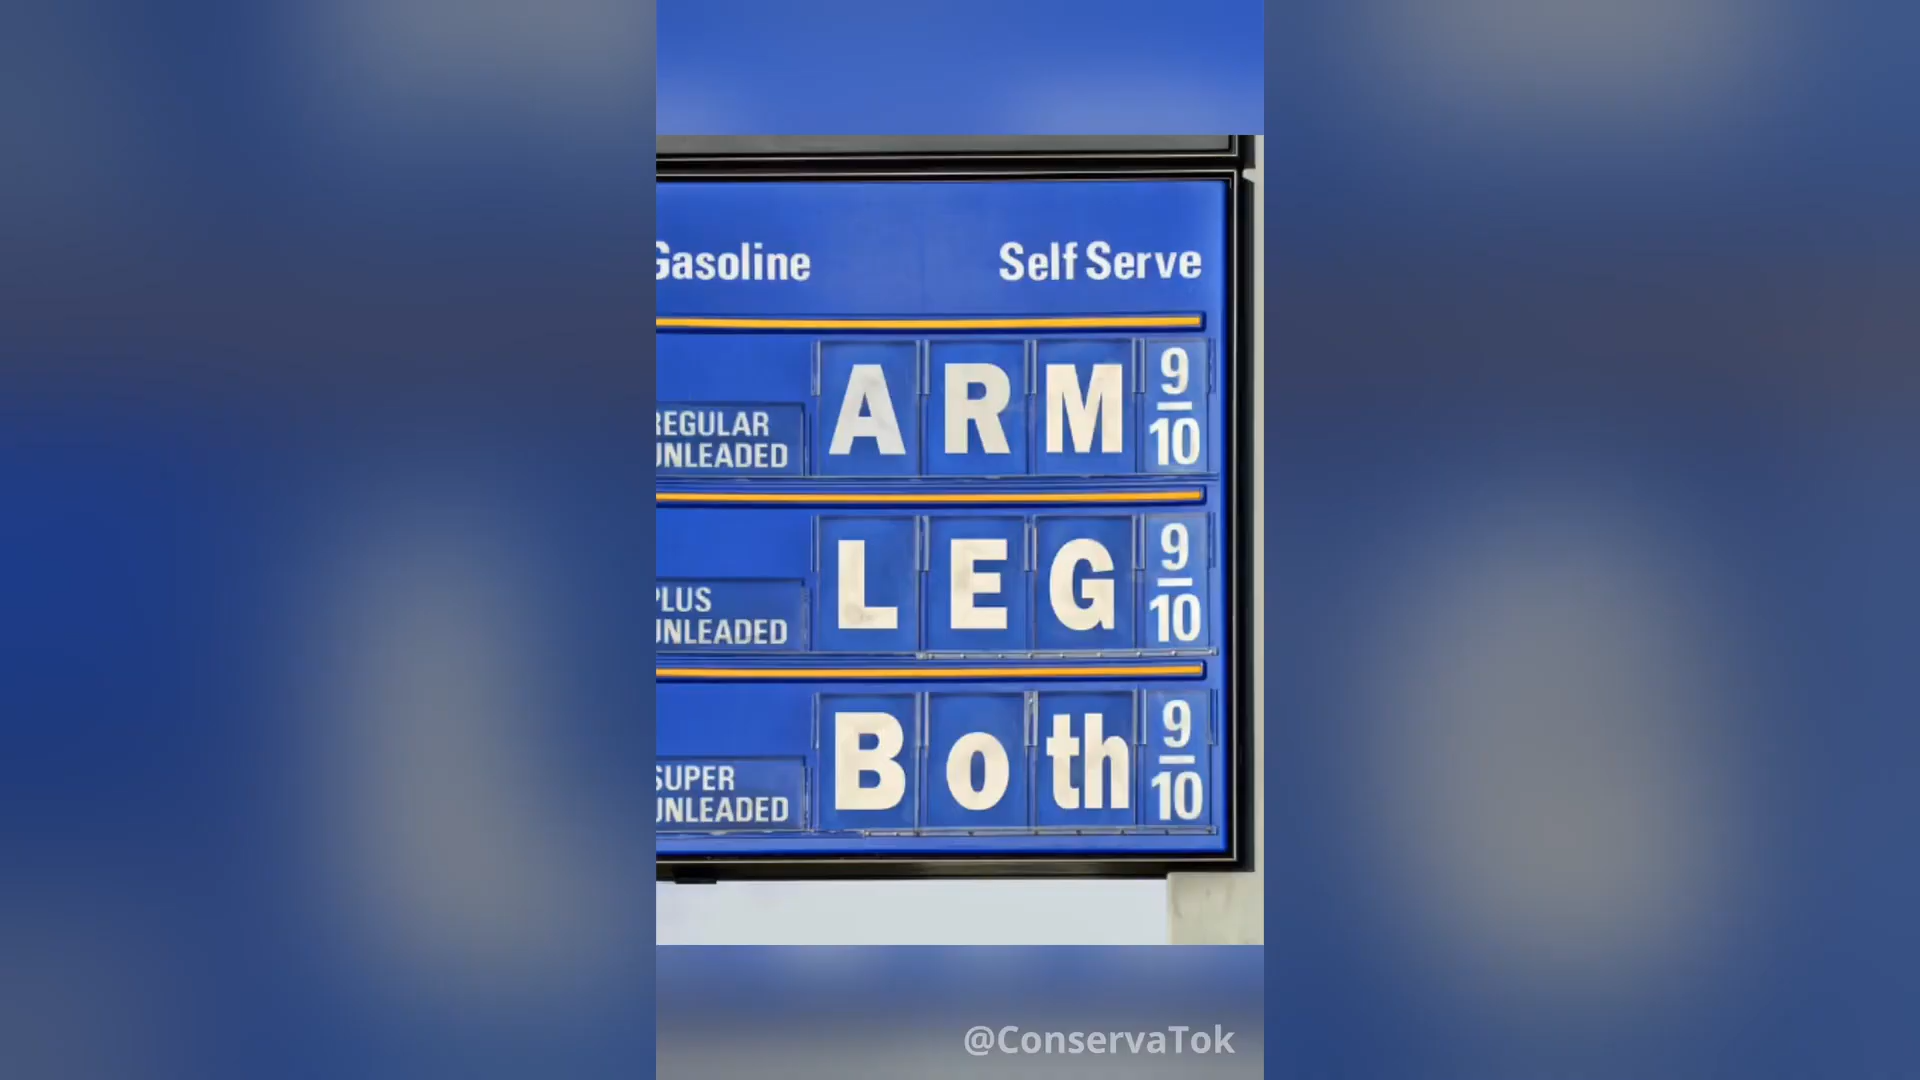 Gasoline Self Serve
REGULAR
UNLEADED
ARM 9/10
PLUS
UNLEADED
LEG 9/10
SUPER
UNLEADED
Both 9/10
@ConservaTok